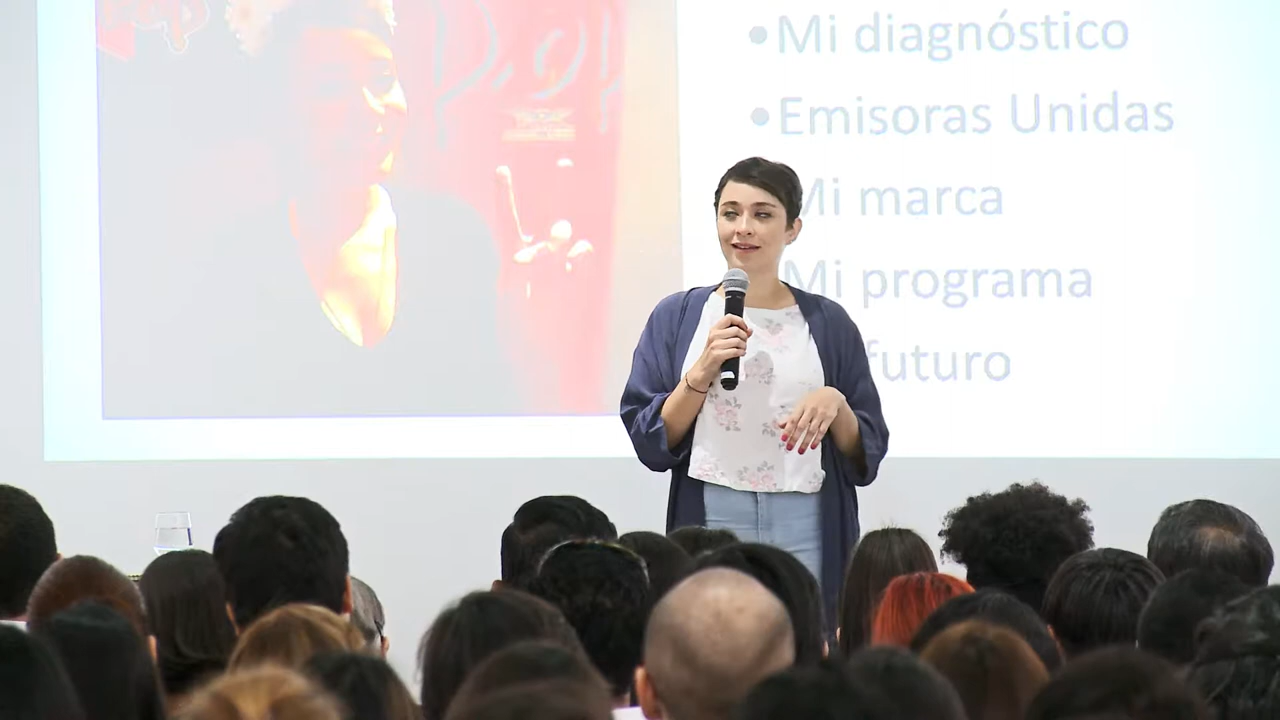 • Mi diagnóstico
• Emisoras Unidas
Mi marca
Mi programa
futuro